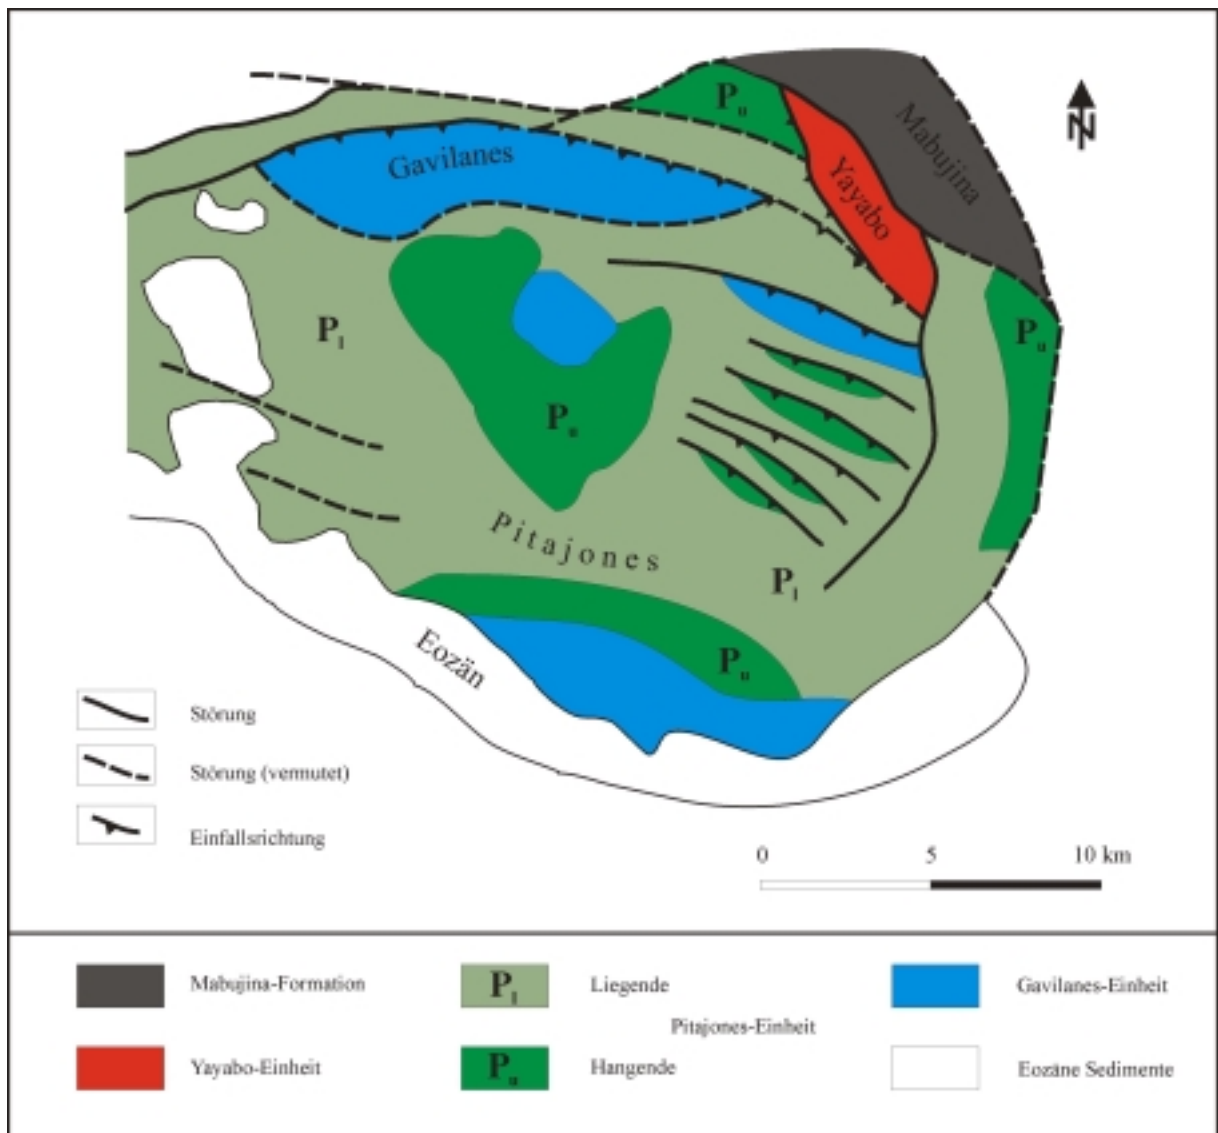 Pu
N
Mabujina
Gavilanes
Yayabo
Pl
Pu
Pu
Pitajones
Pl
Eozän
Pu
Störung
Störung (vermutet)
Einfallsrichtung
0 5 10 km
Mabujina-Formation
Pl Liegende
Gavilanes-Einheit
Pitajones-Einheit
Yayabo-Einheit
Pu Hangende
Eozäne Sedimente